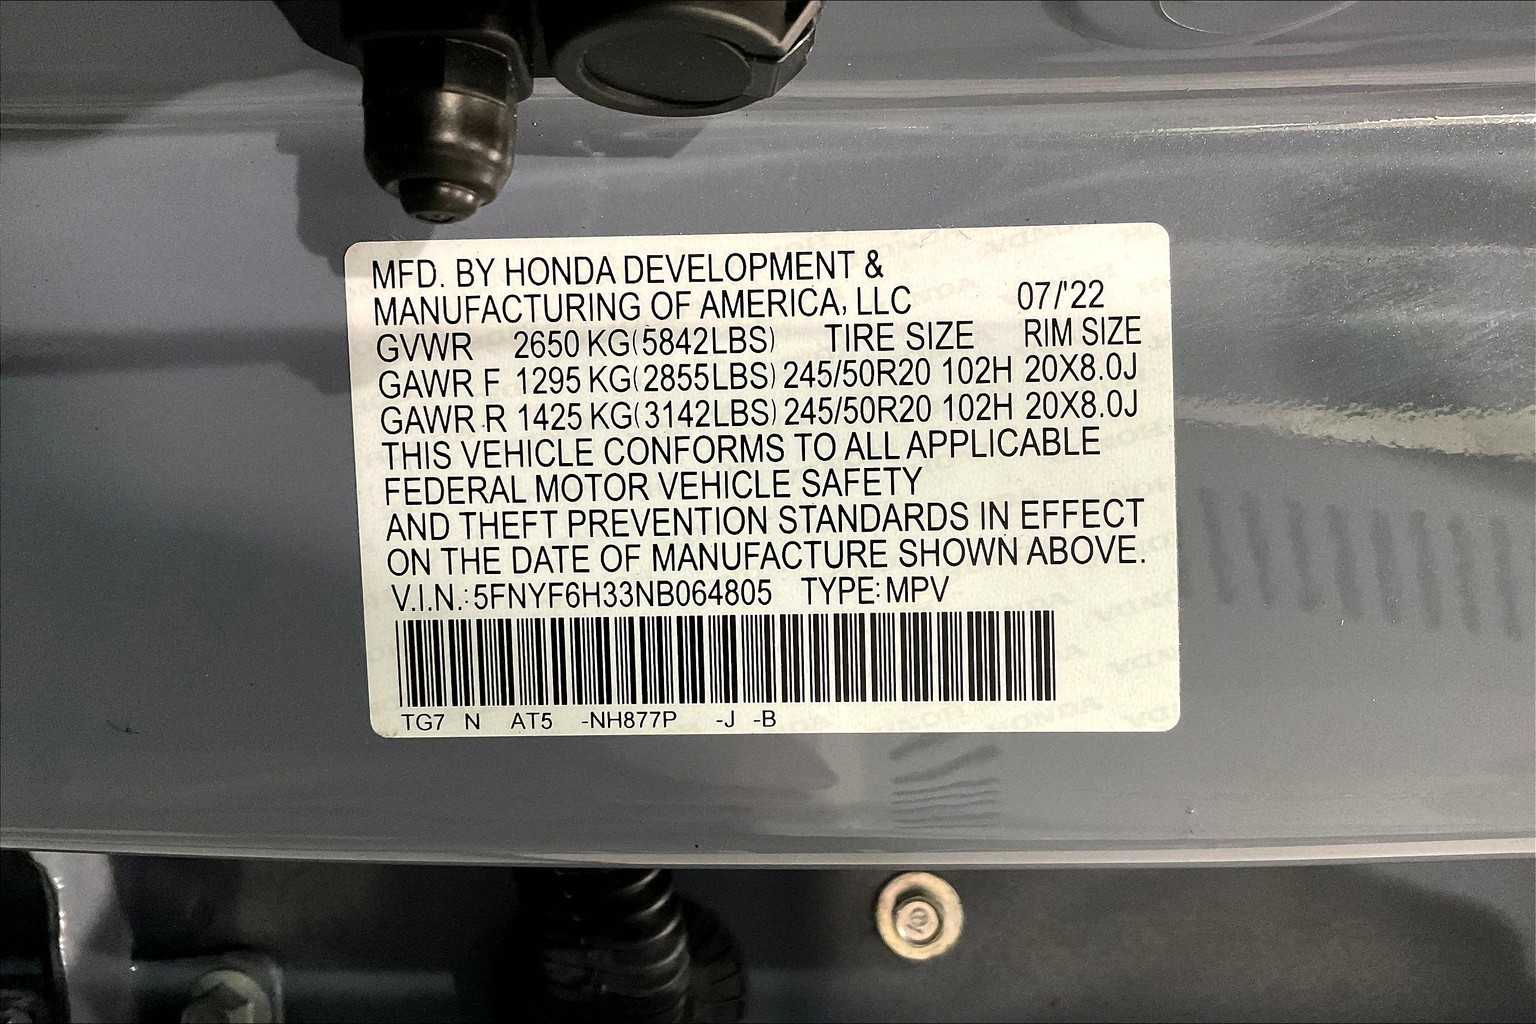 MFD. BY HONDA DEVELOPMENT &
MANUFACTURING OF AMERICA, LLC 07/'22
GVWR 2650 KG(5842LBS) TIRE SIZE RIM SIZE
GAWR F 1295 KG(2855LBS) 245/50R20 102H 20X8.0J
GAWR R 1425 KG(3142LBS) 245/50R20 102H 20X8.0J
THIS VEHICLE CONFORMS TO ALL APPLICABLE
FEDERAL MOTOR VEHICLE SAFETY
AND THEFT PREVENTION STANDARDS IN EFFECT
ON THE DATE OF MANUFACTURE SHOWN ABOVE.
V.I.N.:5FNYF6H33NB064805 TYPE:MPV
TG7 N AT5 -NH877P -J -B